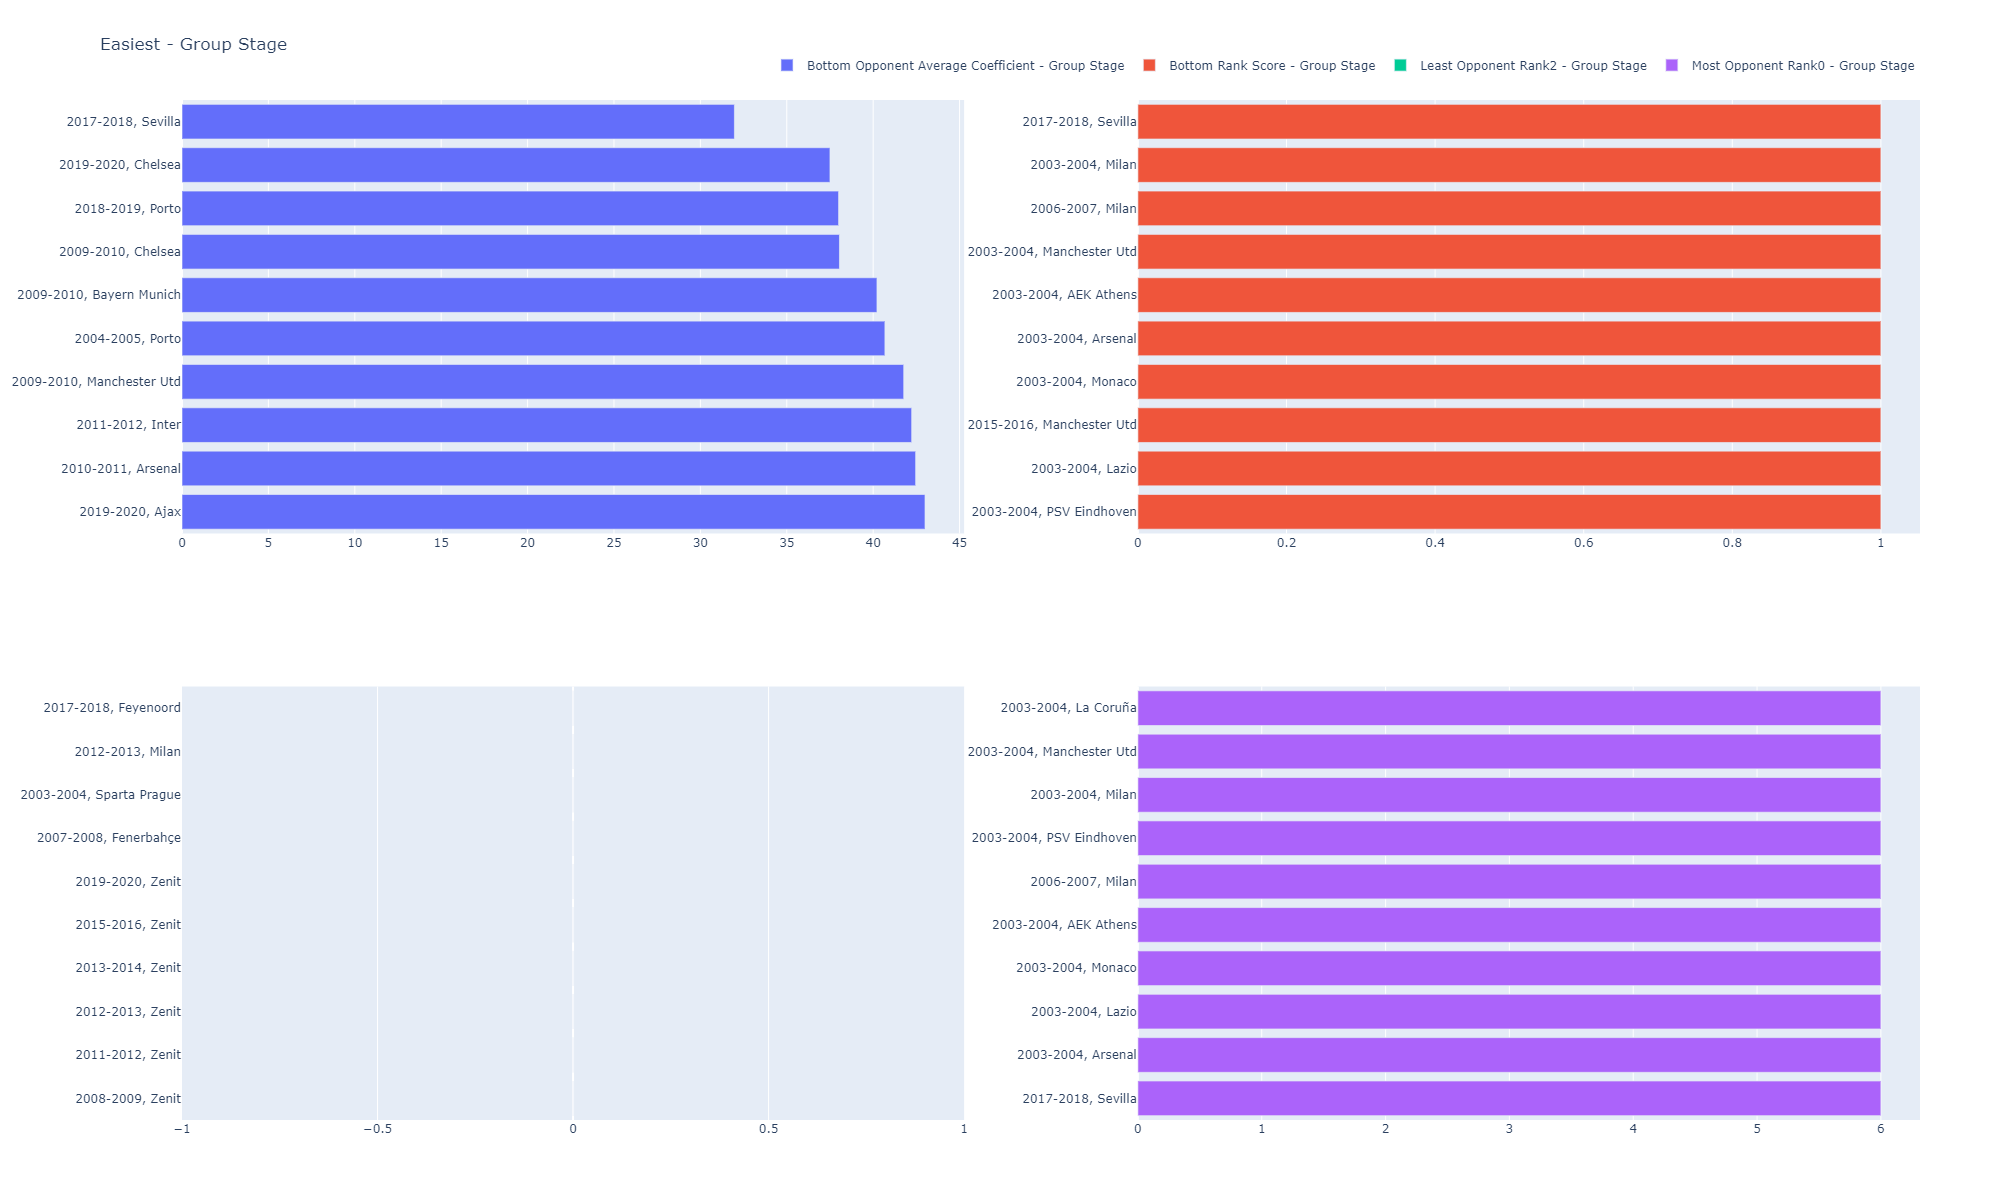 Easiest - Group Stage
Bottom Opponent Average Coefficient - Group Stage
Bottom Rank Score - Group Stage
Least Opponent Rank2 - Group Stage
Most Opponent Rank0 - Group Stage
2017-2018, Sevilla
2019-2020, Chelsea
2018-2019, Porto
2009-2010, Chelsea
2009-2010, Bayern Munich
2004-2005, Porto
2009-2010, Manchester Utd
2011-2012, Inter
2010-2011, Arsenal
2019-2020, Ajax
0 5 10 15 20 25 30 35 40 45
2017-2018, Sevilla
2003-2004, Milan
2006-2007, Milan
2003-2004, Manchester Utd
2003-2004, AEK Athens
2003-2004, Arsenal
2003-2004, Monaco
2015-2016, Manchester Utd
2003-2004, Lazio
2003-2004, PSV Eindhoven
0 0.2 0.4 0.6 0.8 1
2017-2018, Feyenoord
2012-2013, Milan
2003-2004, Sparta Prague
2007-2008, Fenerbahçe
2019-2020, Zenit
2015-2016, Zenit
2013-2014, Zenit
2012-2013, Zenit
2011-2012, Zenit
2008-2009, Zenit
−1 −0.5 0 0.5 1
2003-2004, La Coruña
2003-2004, Manchester Utd
2003-2004, Milan
2003-2004, PSV Eindhoven
2006-2007, Milan
2003-2004, AEK Athens
2003-2004, Monaco
2003-2004, Lazio
2003-2004, Arsenal
2017-2018, Sevilla
0 1 2 3 4 5 6